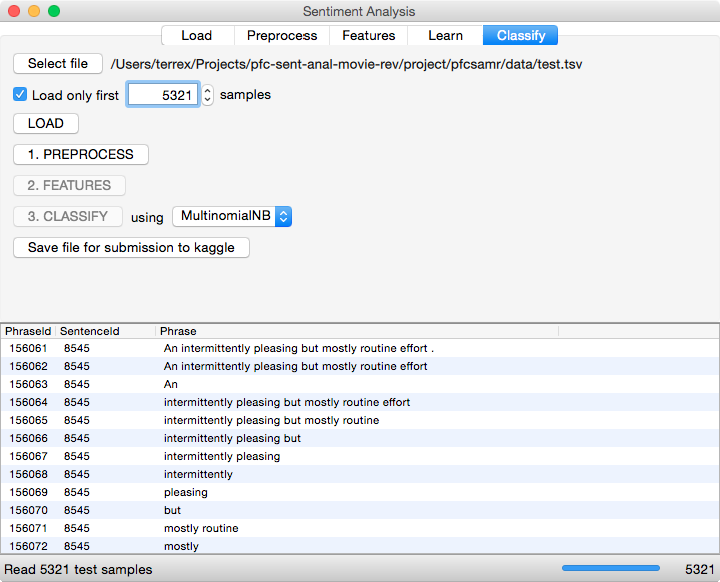 Sentiment Analysis
Load Preprocess Features Learn Classify
Select file /Users/terrex/Projects/pfc-sent-anal-movie-rev/project/pfcsamr/data/test.tsv
Load only first 5321 samples
LOAD
1. PREPROCESS
2. FEATURES
3. CLASSIFY using MultinomialNB
Save file for submission to kaggle
PhraseId SentenceId Phrase
156061 8545 An intermittently pleasing but mostly routine effort .
156062 8545 An intermittently pleasing but mostly routine effort
156063 8545 An
156064 8545 intermittently pleasing but mostly routine effort
156065 8545 intermittently pleasing but mostly routine
156066 8545 intermittently pleasing but
156067 8545 intermittently pleasing
156068 8545 intermittently
156069 8545 pleasing
156070 8545 but
156071 8545 mostly routine
156072 8545 mostly
Read 5321 test samples 5321